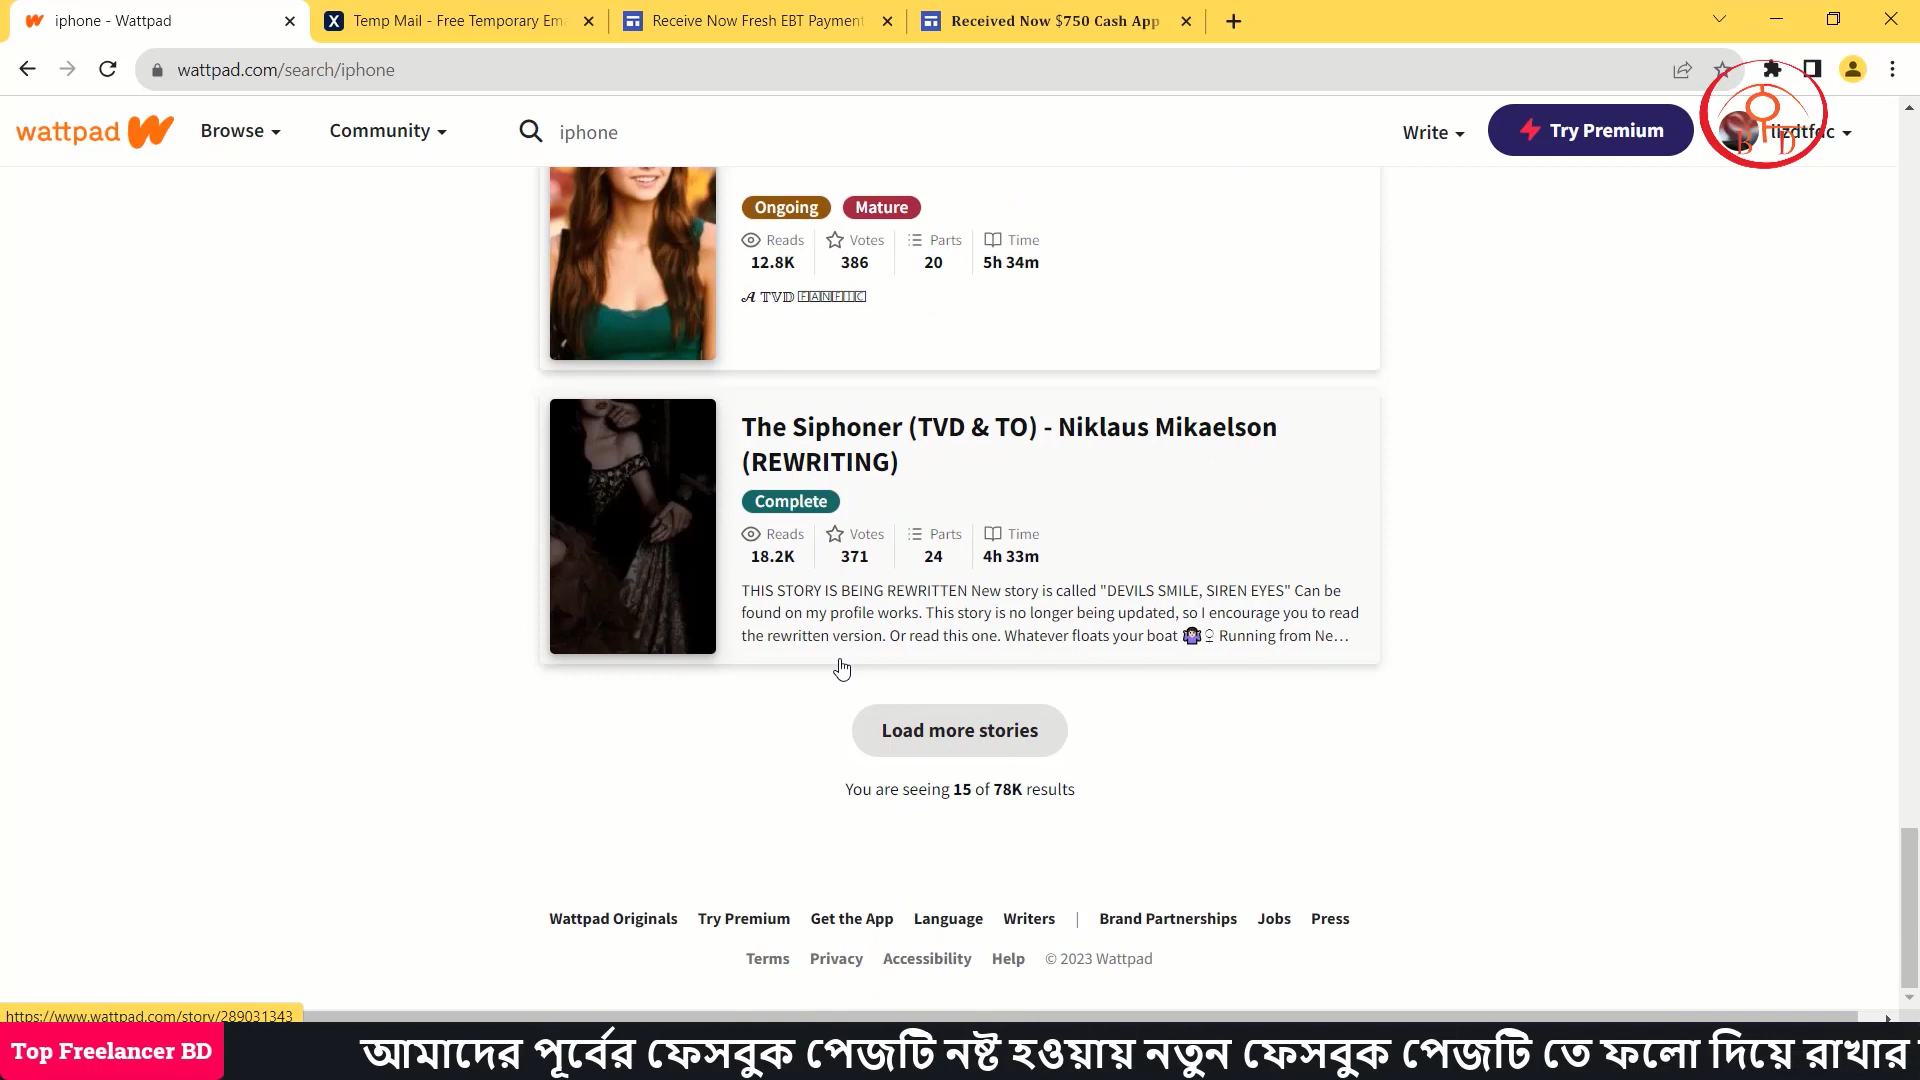 iphone - Wattpad
Temp Mail - Free Temporary Em
Receive Now Fresh EBT Payment
Received Now $750 Cash App
wattpad.com/search/iphone
wattpad
Browse
Community
iphone
Write
Try Premium
B D
Ongoing Mature
Reads Votes Parts Time
12.8K 386 20 5h 34m
𝓐 𝕋𝕍𝔻 🄵🄰🄽🄵🄸🄲
The Siphoner (TVD & TO) - Niklaus Mikaelson
(REWRITING)
Complete
Reads Votes Parts Time
18.2K 371 24 4h 33m
THIS STORY IS BEING REWRITTEN New story is called "DEVILS SMILE, SIREN EYES" Can be
found on my profile works. This story is no longer being updated, so I encourage you to read
the rewritten version. Or read this one. Whatever floats your boat 🤷🏻♀ Running from Ne...
Load more stories
You are seeing 15 of 78K results
Wattpad Originals Try Premium Get the App Language Writers | Brand Partnerships Jobs Press
Terms Privacy Accessibility Help © 2023 Wattpad
https://www.wattpad.com/story/289031343
Top Freelancer BD
আমাদের পূর্বের ফেসবুক পেজটি নষ্ট হওয়ায় নতুন ফেসবুক পেজটি তে ফলো দিয়ে রাখার